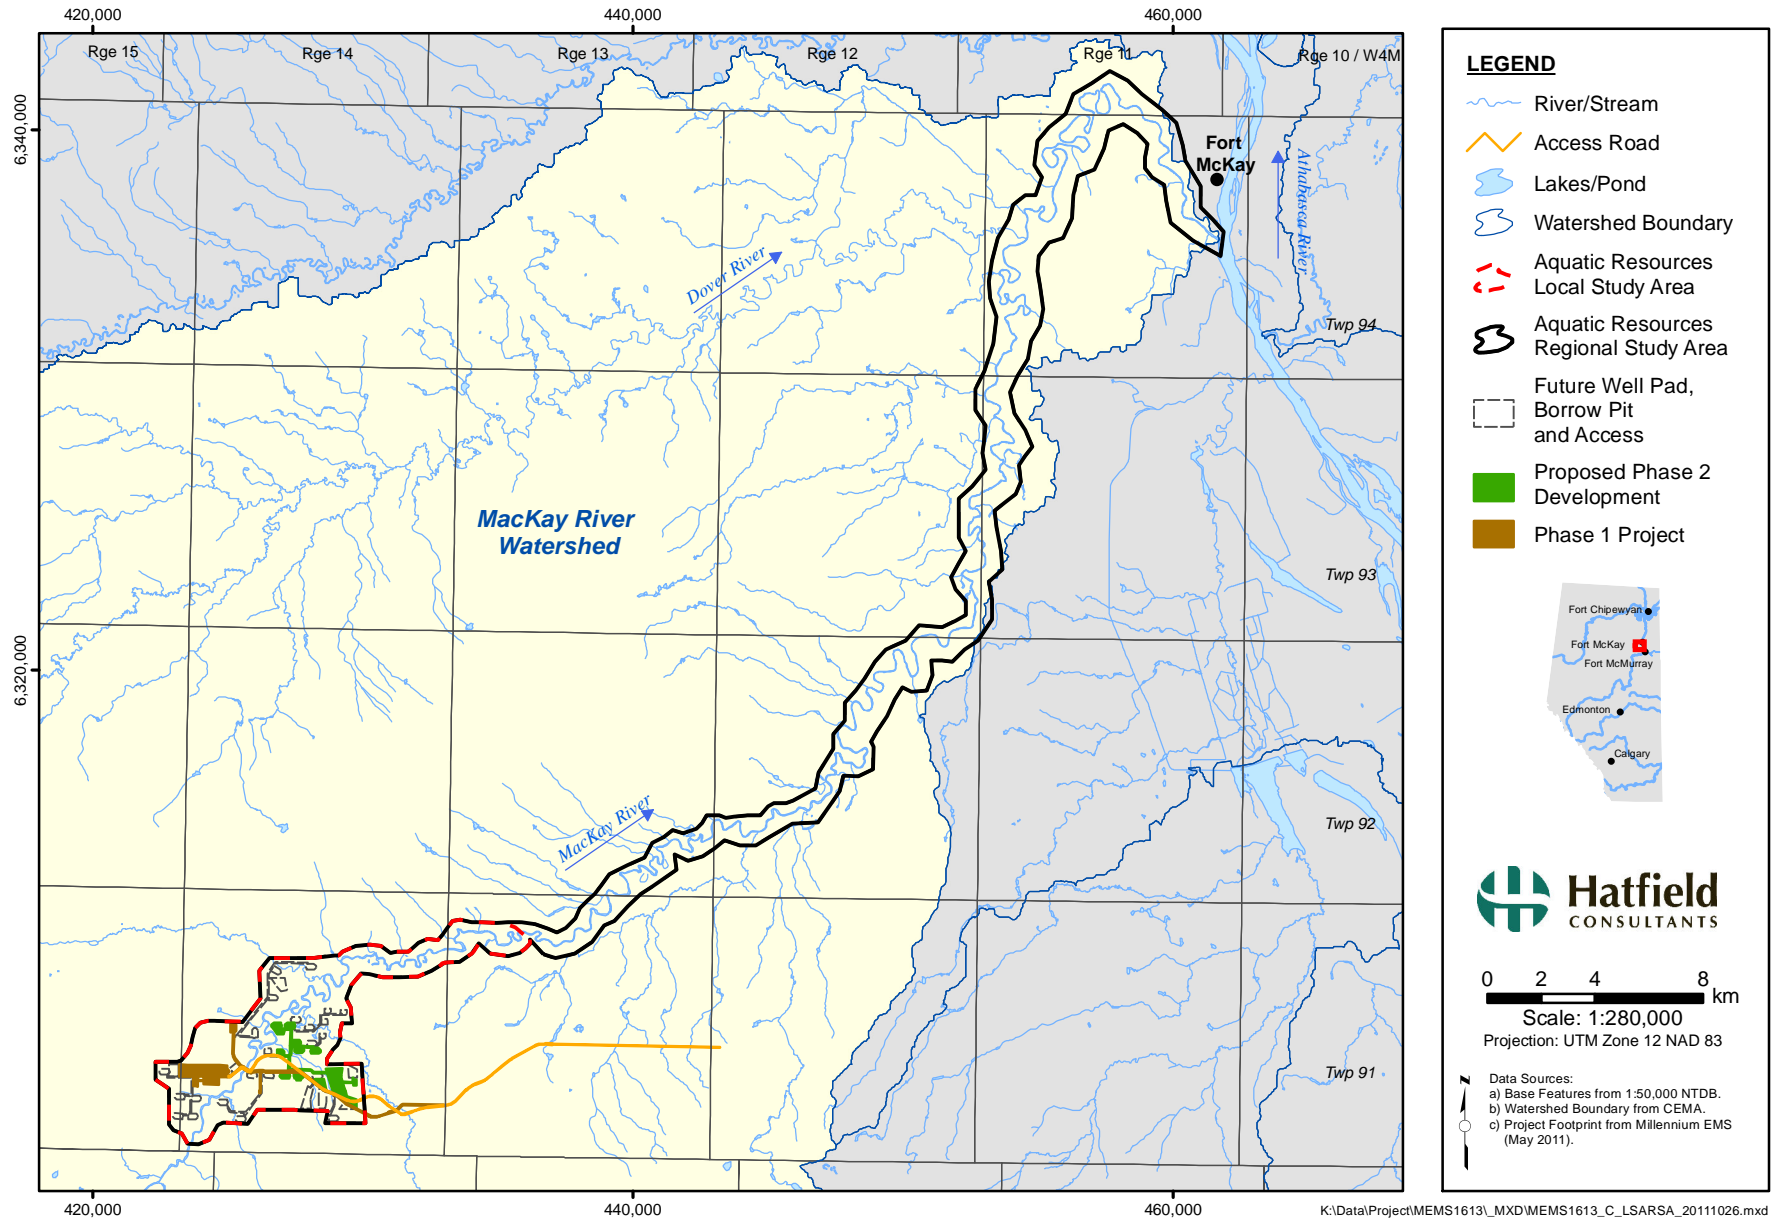 420,000
440,000
460,000
Rge 15
Rge 14
Rge 13
Rge 12
Rge 11
Rge 10 / W4M
6,340,000
6,320,000
Fort
McKay
Athabasca River
Dover River
Twp 94
MacKay River
Watershed
Twp 93
MacKay River
Twp 92
Twp 91
420,000
440,000
460,000
LEGEND
River/Stream
Access Road
Lakes/Pond
Watershed Boundary
Aquatic Resources
Local Study Area
Aquatic Resources
Regional Study Area
Future Well Pad,
Borrow Pit
and Access
Proposed Phase 2
Development
Phase 1 Project
Fort Chipewyan
Fort McKay
Fort McMurray
Edmonton
Calgary
Hatfield
CONSULTANTS
0 2 4 8 km
Scale: 1:280,000
Projection: UTM Zone 12 NAD 83
N
Data Sources:
a) Base Features from 1:50,000 NTDB.
b) Watershed Boundary from CEMA.
c) Project Footprint from Millennium EMS
(May 2011).
K:\Data\Project\MEMS1613\_MXD\MEMS1613_C_LSARSA_20111026.mxd